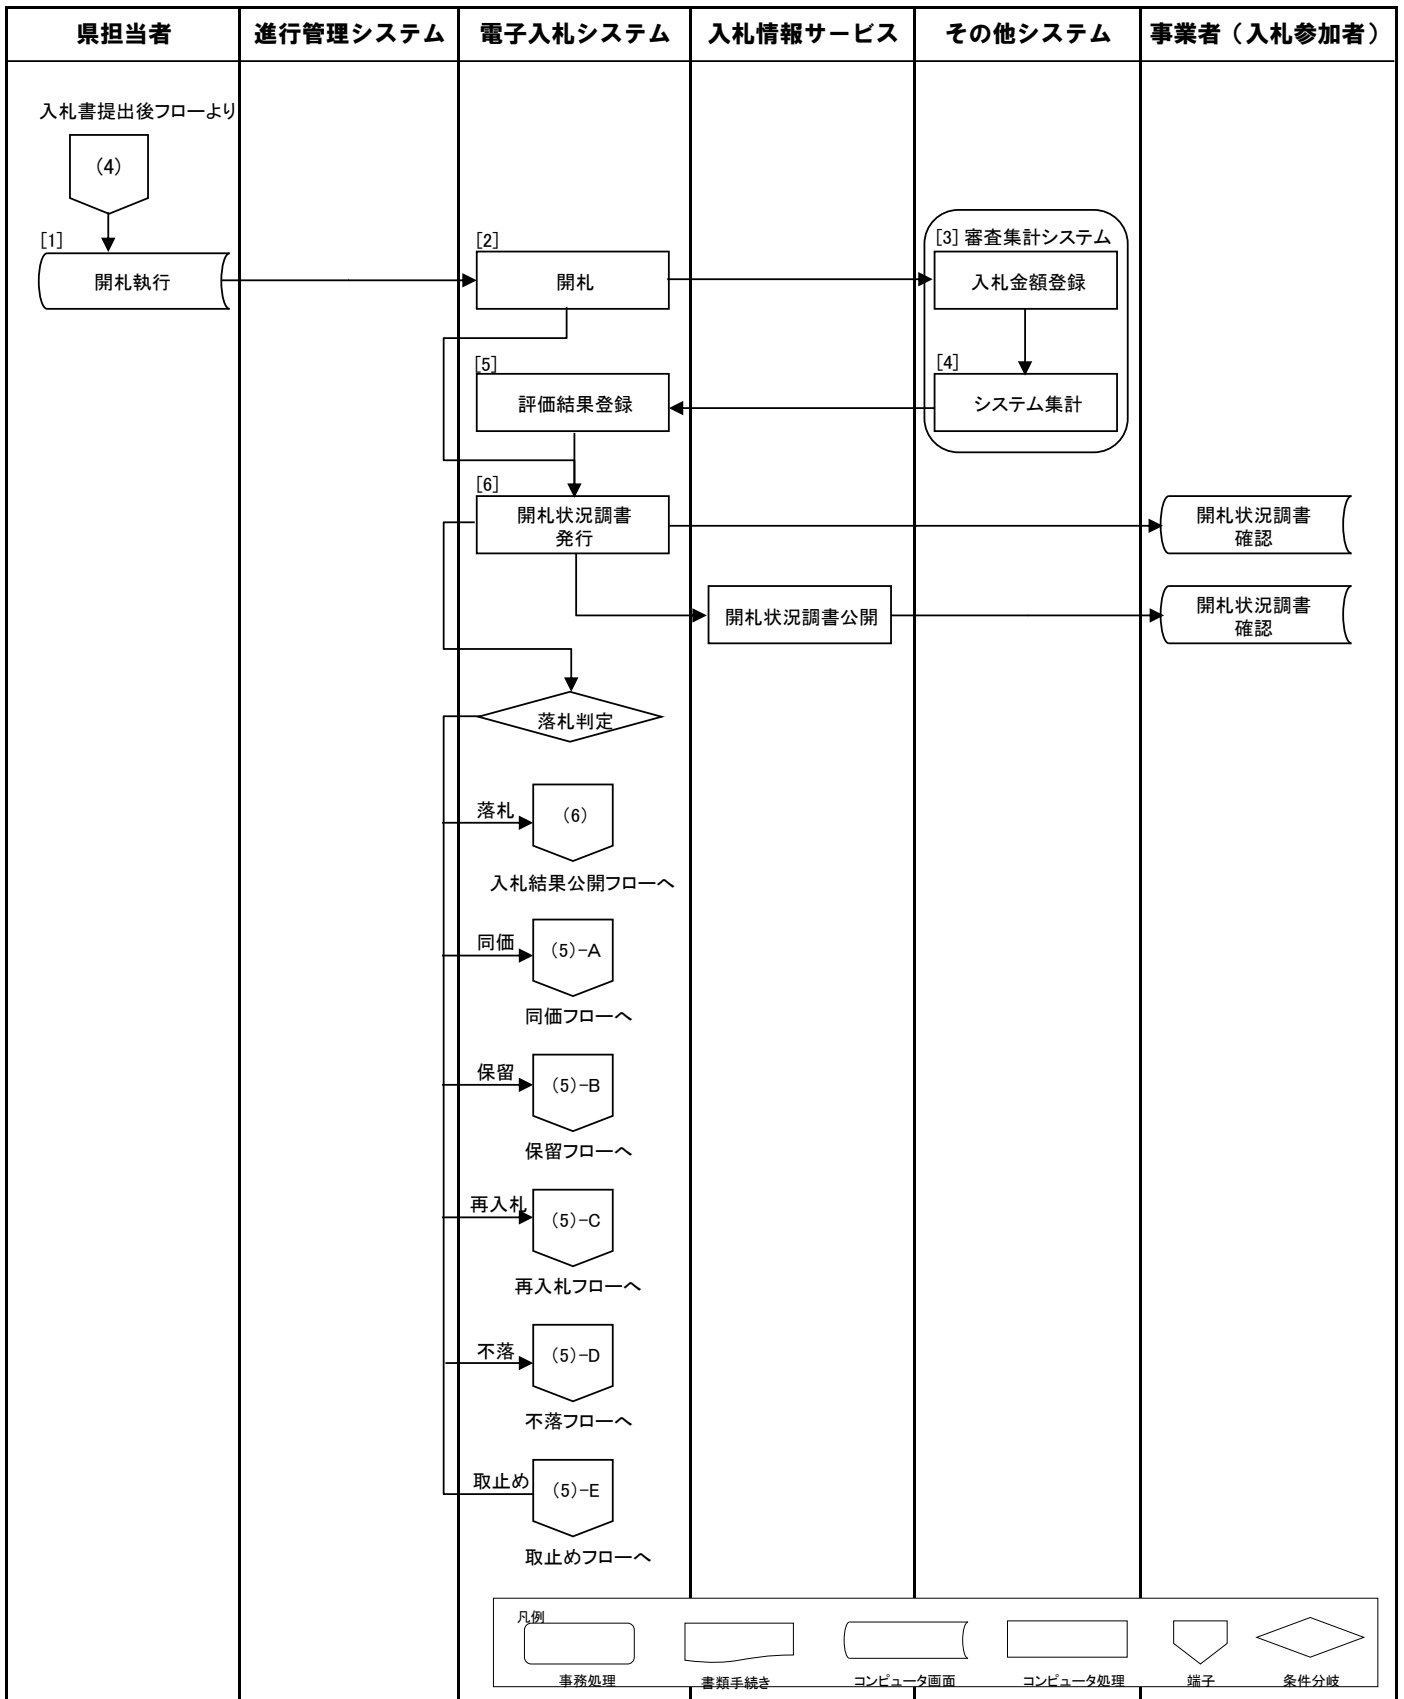 県担当者
進行管理システム
電子入札システム
入札情報サービス
その他システム
事業者（入札参加者）
入札書提出後フローより
（4）
[1]
開札執行
[2]
開札
[3] 審査集計システム
入札金額登録
[4]
システム集計
[5]
評価結果登録
[6]
開札状況調書
発行
開札状況調書
確認
開札状況調書公開
開札状況調書
確認
落札判定
落札
（6）
入札結果公開フローへ
同価
（5）-A
同価フローへ
保留
（5）-B
保留フローへ
再入札
（5）-C
再入札フローへ
不落
（5）-D
不落フローへ
取止め
（5）-E
取止めフローへ
凡例
事務処理
書類手続き
コンピュータ画面
コンピュータ処理
端子
条件分岐